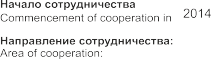 Начало сотрудничества
Commencement of cooperation in 2014
Направление сотрудничества:
Area of cooperation: